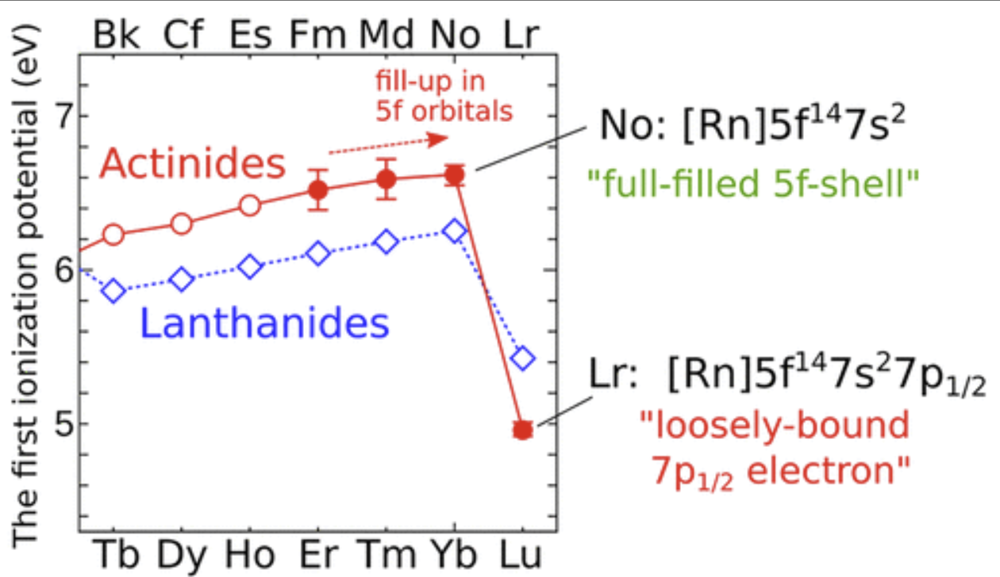 The first ionization potential (eV)
Bk Cf Es Fm Md No Lr
7
6
5
fill-up in
5f orbitals
Actinides
Lanthanides
No: [Rn]5f¹⁴7s²
"full-filled 5f-shell"
Lr: [Rn]5f¹⁴7s²7p₁/₂
"loosely-bound
7p₁/₂ electron"
Tb Dy Ho Er Tm Yb Lu